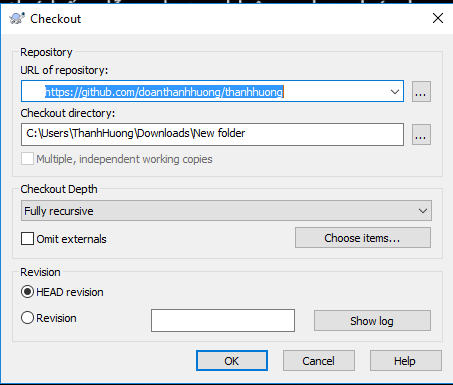 Checkout
Repository
URL of repository:
https://github.com/doanthanhhuong/thanhhuong
...
Checkout directory:
C:\Users\ThanhHuong\Downloads\New folder
...
Multiple, independent working copies
Checkout Depth
Fully recursive
Omit externals
Choose items...
Revision
HEAD revision
Revision
Show log
OK
Cancel
Help